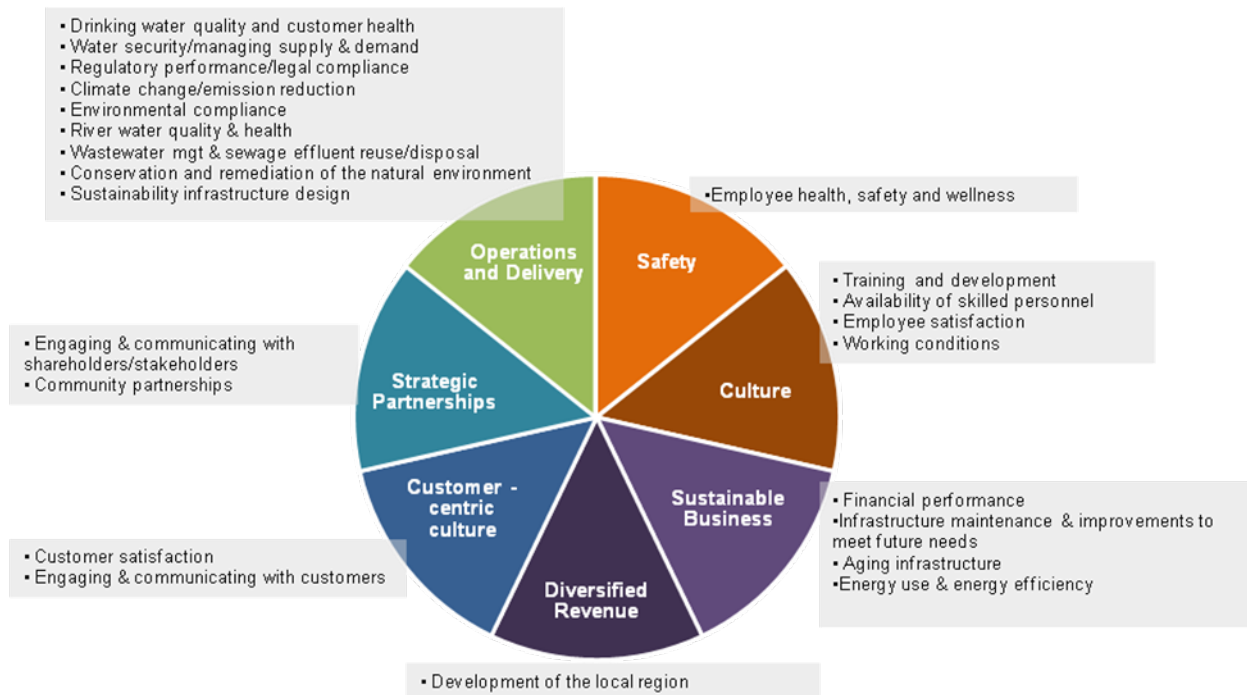 ▪ Drinking water quality and customer health
▪ Water security/managing supply & demand
▪ Regulatory performance/legal compliance
▪ Climate change/emission reduction
▪ Environmental compliance
▪ River water quality & health
▪ Wastewater mgt & sewage effluent reuse/disposal
▪ Conservation and remediation of the natural environment
▪ Sustainability infrastructure design
Operations
and Delivery
Safety
▪Employee health, safety and wellness
Culture
▪ Training and development
▪ Availability of skilled personnel
▪ Employee satisfaction
▪ Working conditions
Sustainable
Business
▪ Financial performance
▪Infrastructure maintenance & improvements to
meet future needs
▪ Aging infrastructure
▪Energy use & energy efficiency
Diversified
Revenue
▪ Development of the local region
Customer -
centric
culture
▪ Customer satisfaction
▪ Engaging & communicating with customers
Strategic
Partnerships
▪ Engaging & communicating with
shareholders/stakeholders
▪ Community partnerships